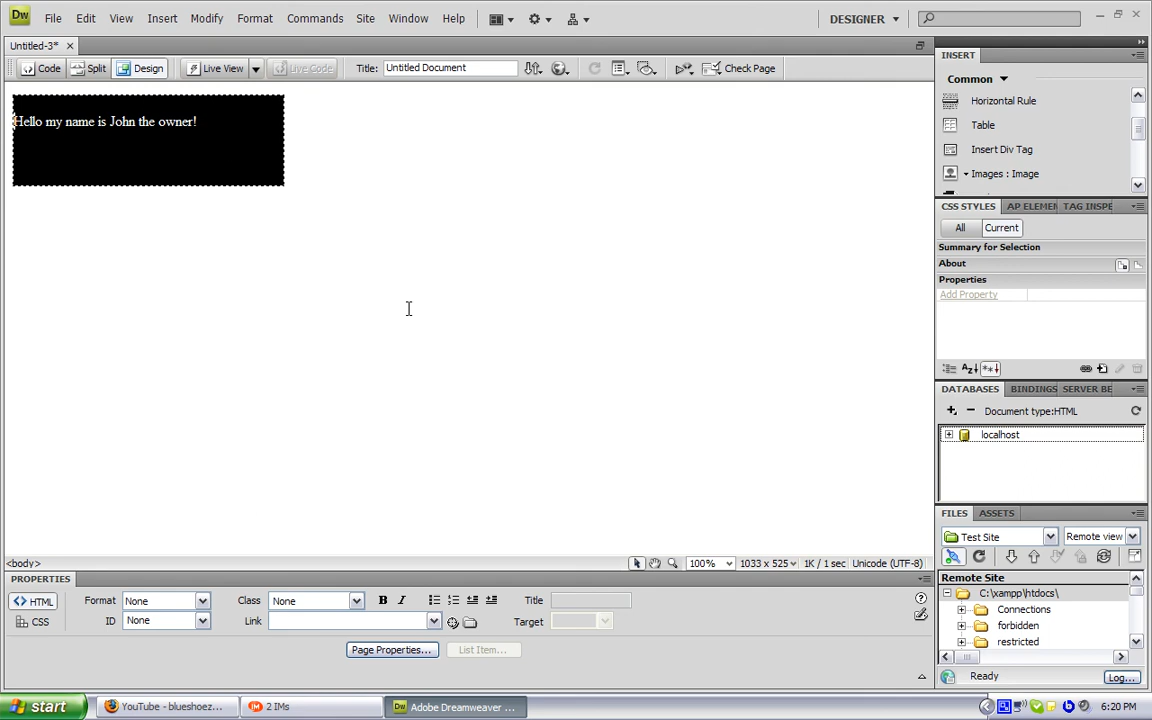 Dw File Edit View Insert Modify Format Commands Site Window Help DESIGNER
Untitled-3*
Code Split Design Live View Live Code Title: Untitled Document Check Page
Hello my name is John the owner!
<body> 100% 1033 x 525 1K / 1 sec Unicode (UTF-8)
PROPERTIES
HTML Format None Class None B I Title
CSS ID None Link Target
Page Properties... List Item...
INSERT
Common
Horizontal Rule
Table
Insert Div Tag
Images : Image
CSS STYLES AP ELEMEN TAG INSPE
All Current
Summary for Selection
About
Properties
Add Property
DATABASES BINDINGS SERVER BE
Document type:HTML
localhost
FILES ASSETS
Test Site Remote view
Remote Site
C:\xampp\htdocs\
Connections
forbidden
restricted
Ready Log...
start YouTube - blueshoez... 2 IMs Dw Adobe Dreamweaver ... 6:20 PM